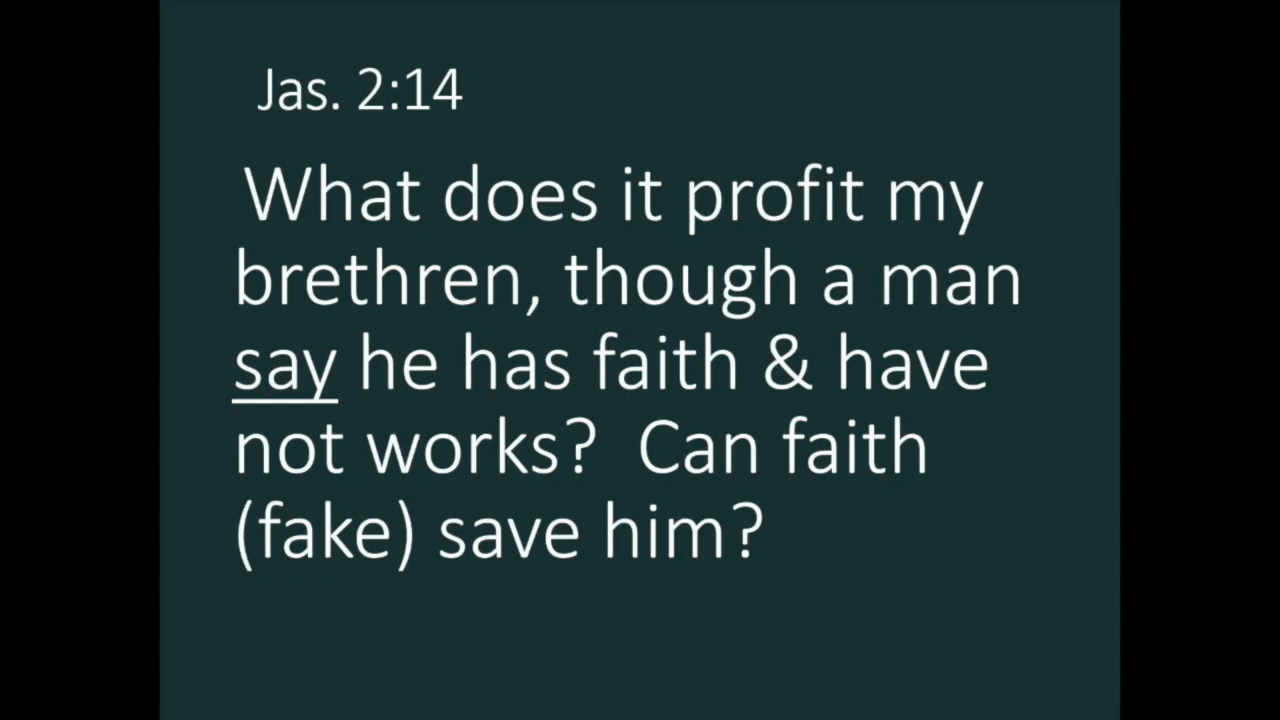 Jas. 2:14
What does it profit my
brethren, though a man
say he has faith & have
not works?  Can faith
(fake) save him?